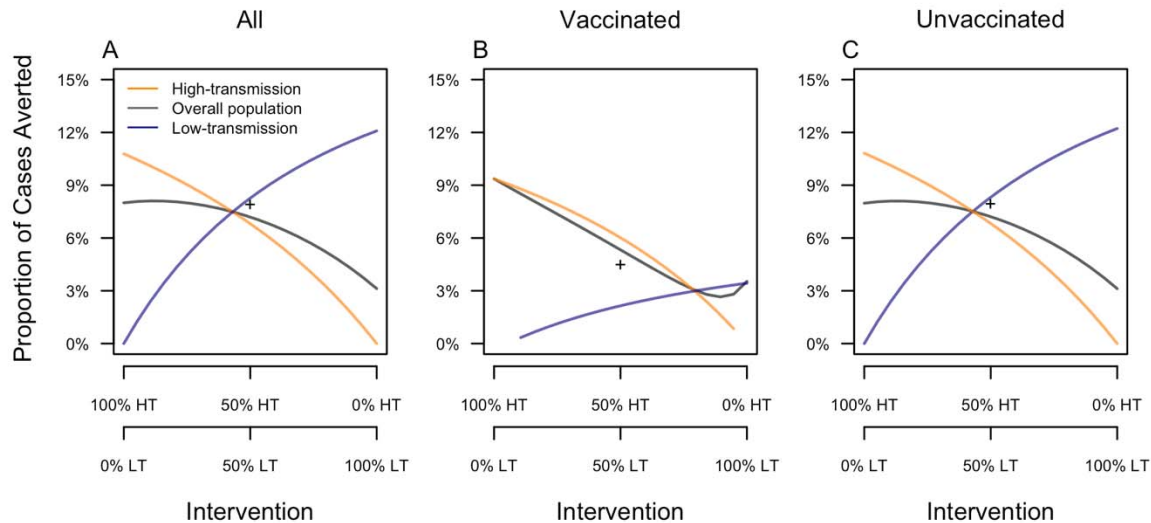 All
Vaccinated
Unvaccinated
A
B
C
Proportion of Cases Averted
15%
12%
9%
6%
3%
0%
High-transmission
Overall population
Low-transmission
15%
12%
9%
6%
3%
0%
15%
12%
9%
6%
3%
0%
100% HT 50% HT 0% HT
0% LT 50% LT 100% LT
Intervention
100% HT 50% HT 0% HT
0% LT 50% LT 100% LT
Intervention
100% HT 50% HT 0% HT
0% LT 50% LT 100% LT
Intervention